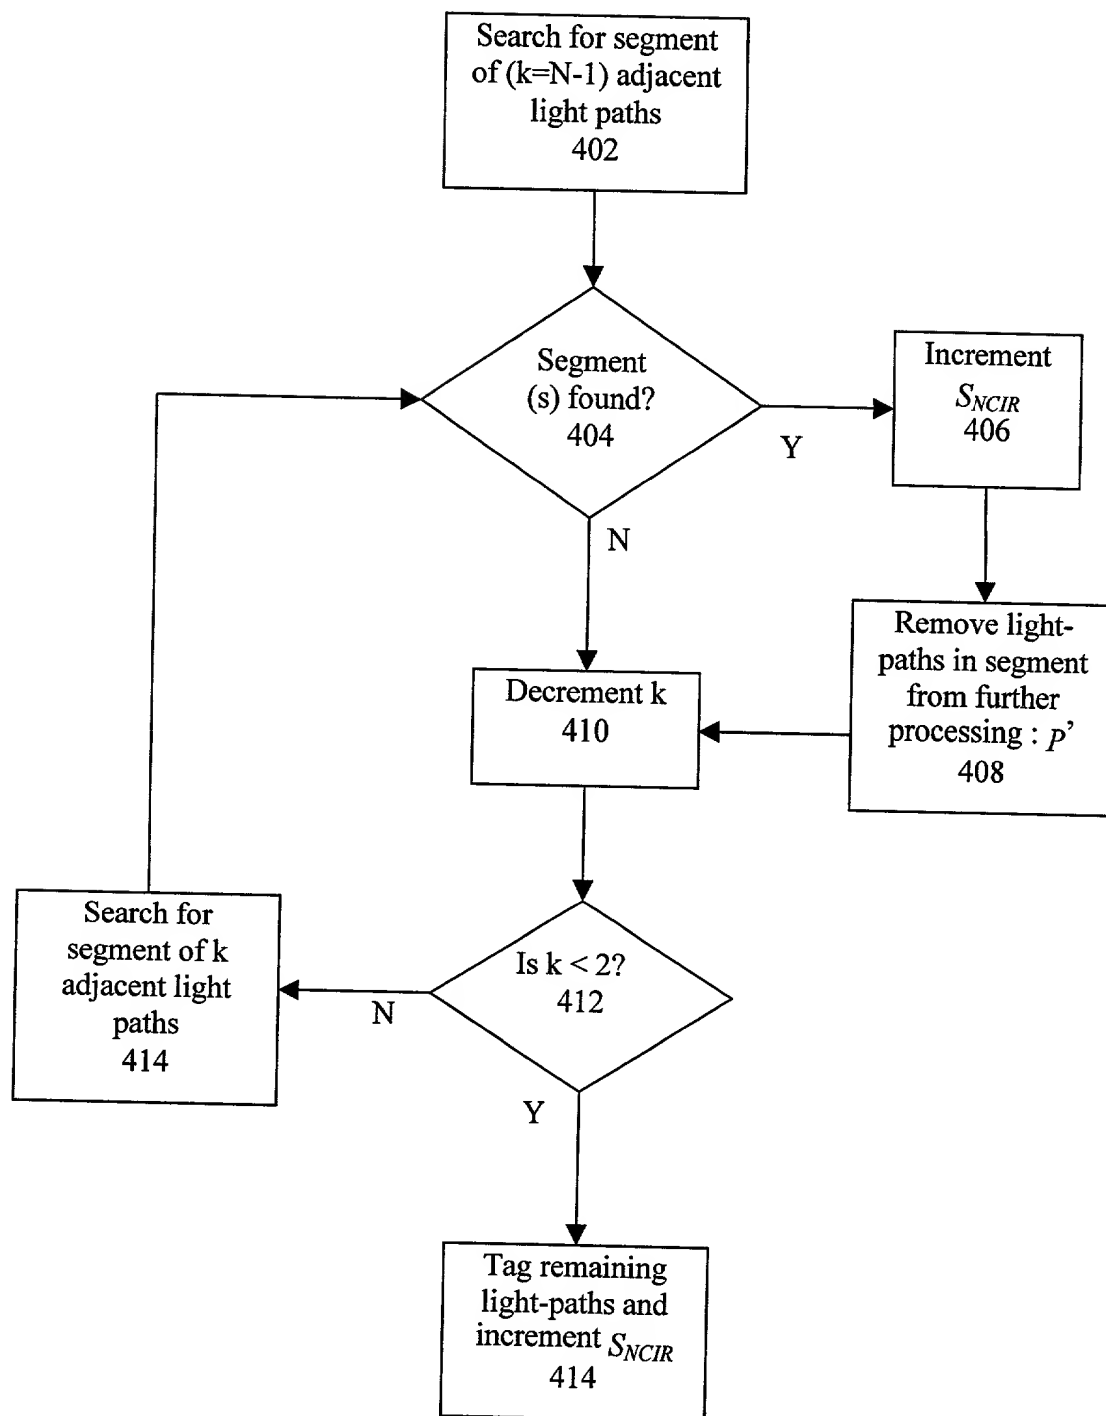 Search for segment
of (k=N-1) adjacent
light paths
402
Segment
(s) found?
404
Y
N
Increment
S_NCIR
406
Remove light-
paths in segment
from further
processing : P’
408
Decrement k
410
Is k < 2?
412
N
Y
Search for
segment of k
adjacent light
paths
414
Tag remaining
light-paths and
increment S_NCIR
414